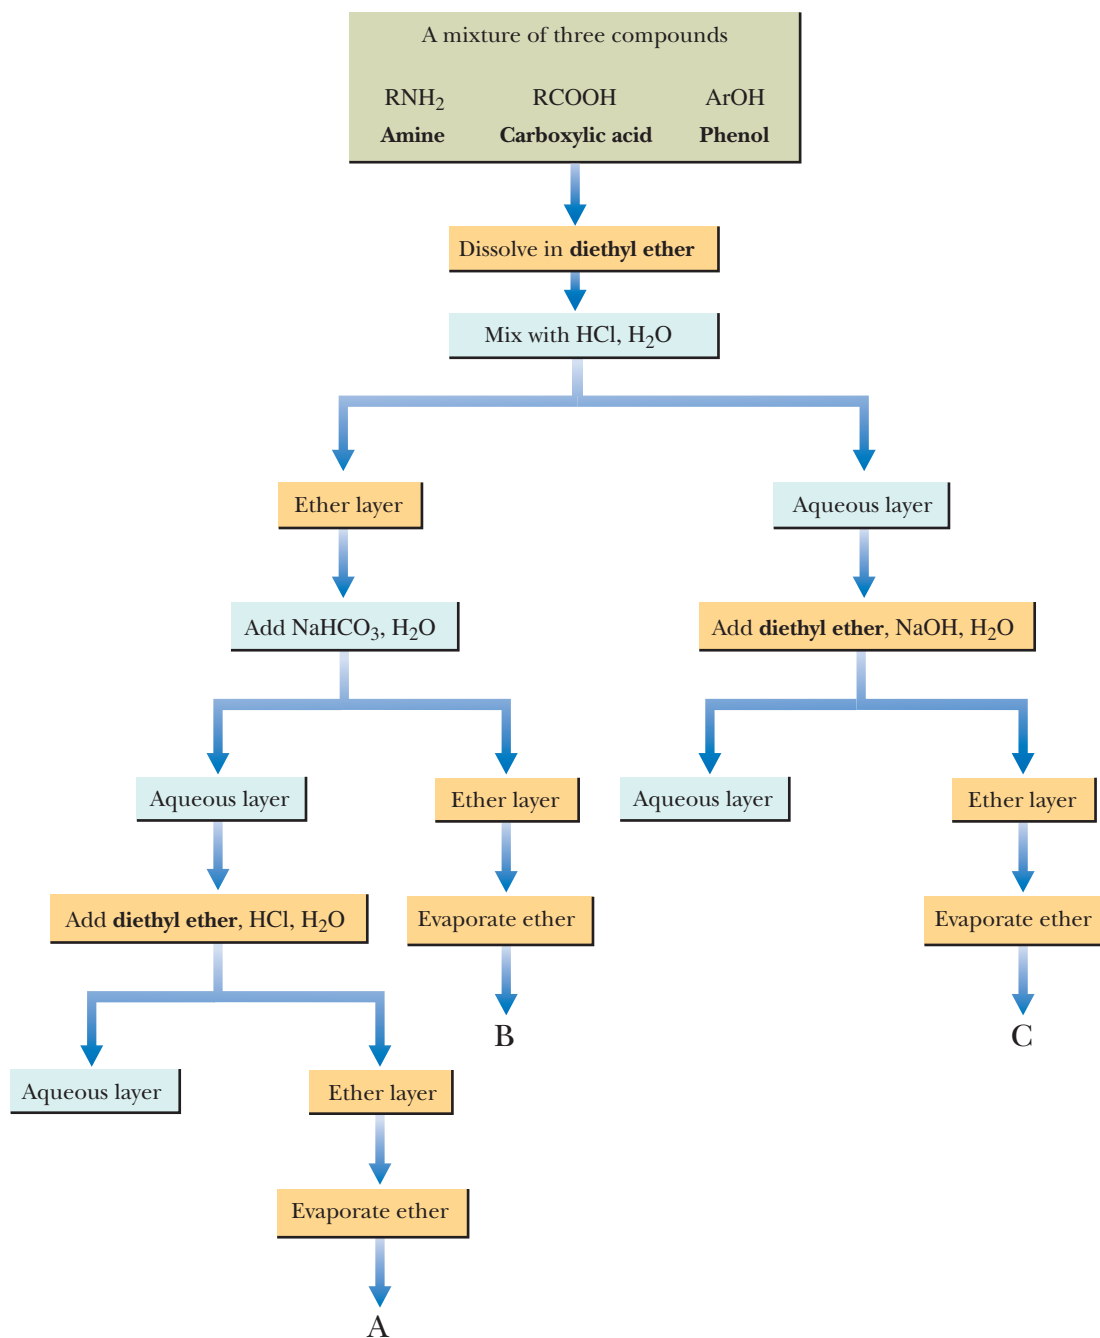 A mixture of three compounds
RNH₂ RCOOH ArOH
Amine Carboxylic acid Phenol
Dissolve in diethyl ether
Mix with HCl, H₂O
Ether layer
Aqueous layer
Add NaHCO₃, H₂O
Add diethyl ether, NaOH, H₂O
Aqueous layer
Ether layer
Aqueous layer
Ether layer
Add diethyl ether, HCl, H₂O
Evaporate ether
Evaporate ether
B
C
Aqueous layer
Ether layer
Evaporate ether
A